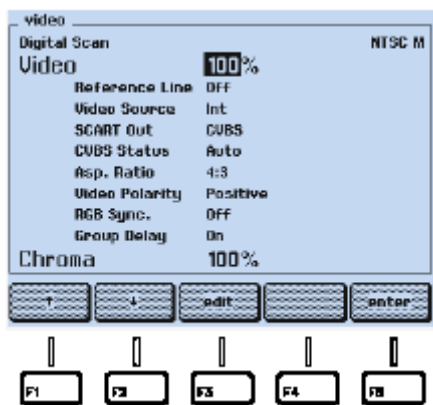 video
Digital Scan NTSC M
Video 100%
Reference Line Off
Video Source Int
SCART Out CVBS
CVBS Status Auto
Asp. Ratio 4:3
Video Polarity Positive
RGB Sync. Off
Group Delay On
Chroma 100%
↑ ↓ edit enter
F1 F2 F3 F4 F5